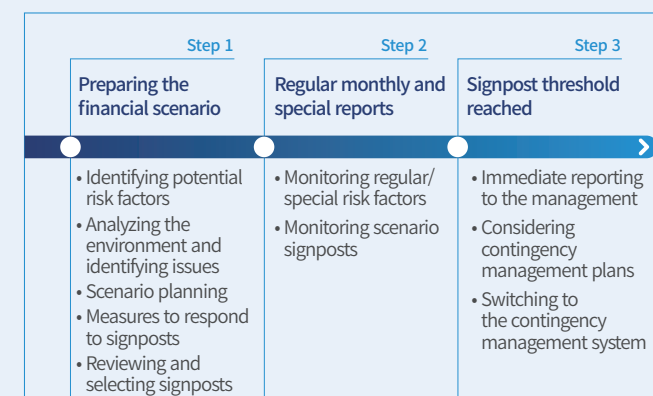 Step 1
Preparing the
financial scenario
• Identifying potential
risk factors
• Analyzing the
environment and
identifying issues
• Scenario planning
• Measures to respond
to signposts
• Reviewing and
selecting signposts
Step 2
Regular monthly and
special reports
• Monitoring regular/
special risk factors
• Monitoring scenario
signposts
Step 3
Signpost threshold
reached
• Immediate reporting
to the management
• Considering
contingency
management plans
• Switching to
the contingency
management system